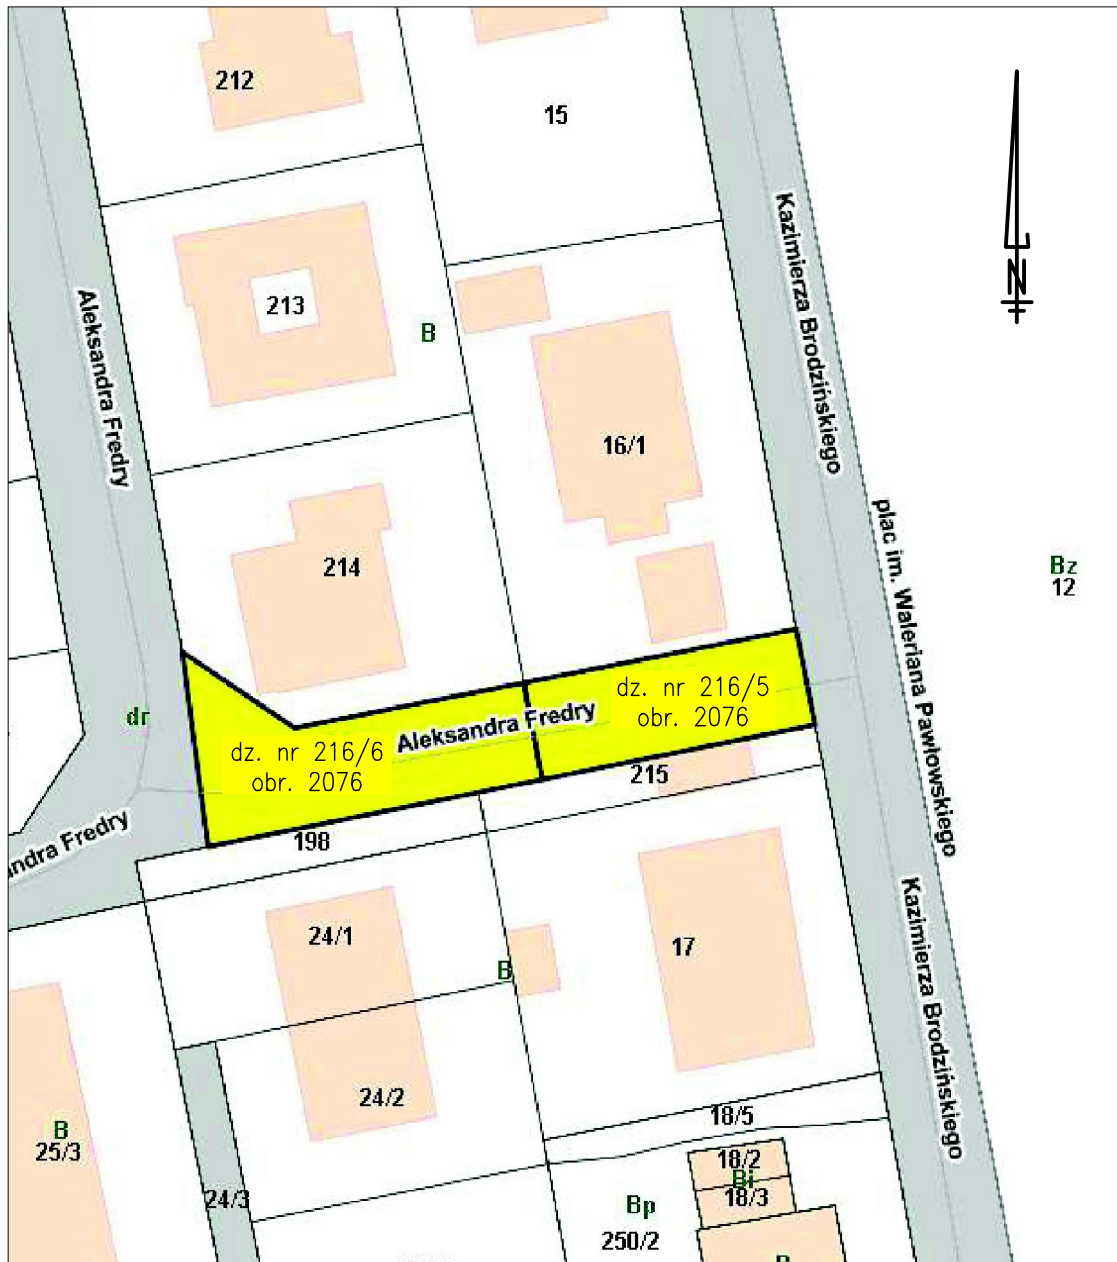 212
15
Kazimierza Brodzińskiego
N
213
Aleksandra Fredry
B
16/1
plac im. Waleriana Pawłowskiego
Bz
12
214
dz. nr 216/5
obr. 2076
dr
Aleksandra Fredry
dz. nr 216/6
obr. 2076
215
198
ndra Fredry
Kazimierza Brodzińskiego
24/1
17
B
24/2
18/5
B
25/3
18/2
Bi
18/3
24/3
Bp
250/2